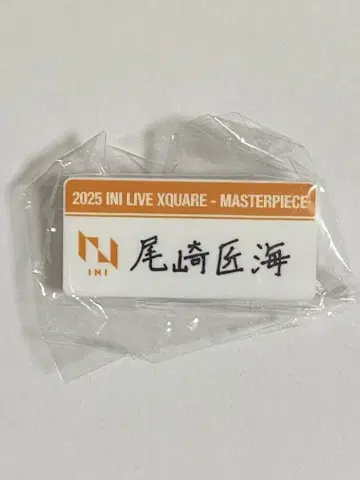 2025 INI LIVE XQUARE - MASTERPIECE
INI
尾崎匠海